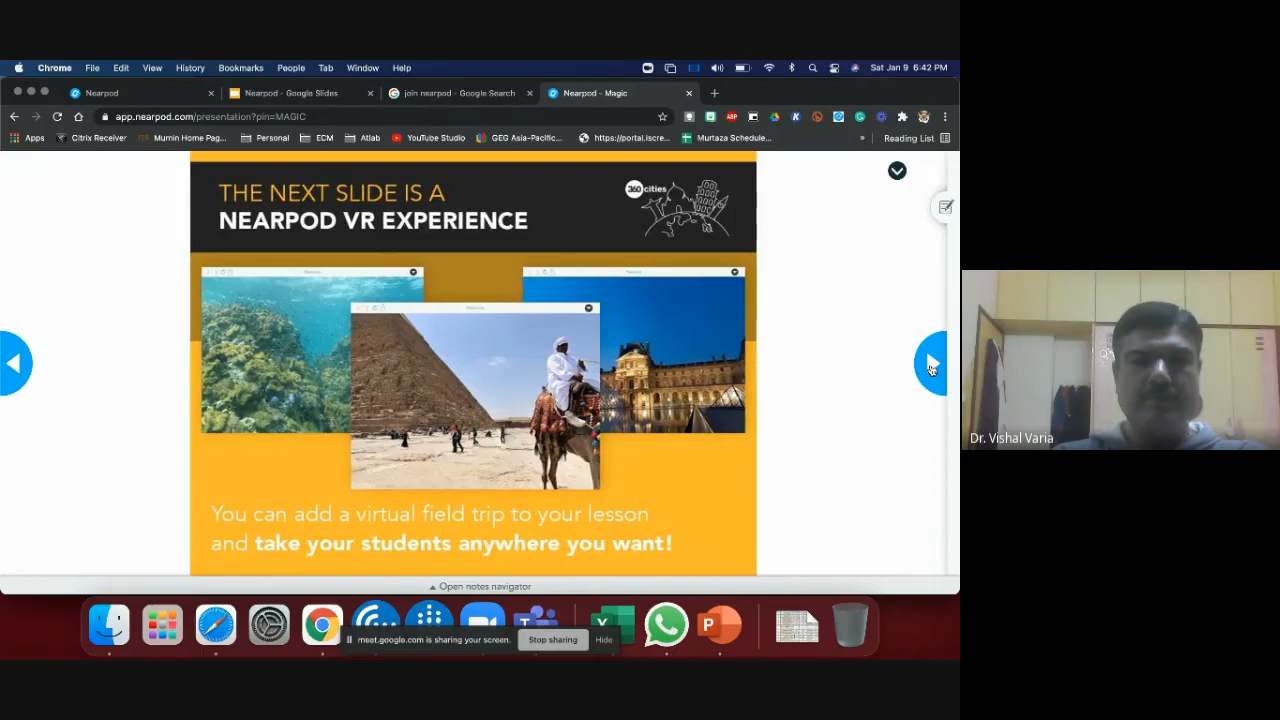 Chrome File Edit View History Bookmarks People Tab Window Help Sat Jan 9 6:42 PM
Nearpod Nearpod - Google Slides join nearpod - Google Search Nearpod - Magic
app.nearpod.com/presentation?pin=MAGIC
Apps Citrix Receiver Mumin Home Pag... Personal ECM Atlab YouTube Studio GEG Asia-Pacific... https://portal.iscre... Murtaza Schedule... » Reading List
THE NEXT SLIDE IS A
NEARPOD VR EXPERIENCE
360cities
You can add a virtual field trip to your lesson
and take your students anywhere you want!
Open notes navigator
meet.google.com is sharing your screen. Stop sharing Hide
Dr. Vishal Varia